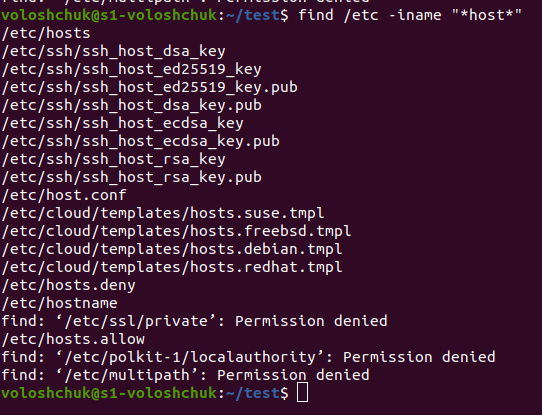 voloshchuk@s1-voloshchuk:~/test$ find /etc -iname "*host*"
/etc/hosts
/etc/ssh/ssh_host_dsa_key
/etc/ssh/ssh_host_ed25519_key
/etc/ssh/ssh_host_ed25519_key.pub
/etc/ssh/ssh_host_dsa_key.pub
/etc/ssh/ssh_host_ecdsa_key
/etc/ssh/ssh_host_ecdsa_key.pub
/etc/ssh/ssh_host_rsa_key
/etc/ssh/ssh_host_rsa_key.pub
/etc/host.conf
/etc/cloud/templates/hosts.suse.tmpl
/etc/cloud/templates/hosts.freebsd.tmpl
/etc/cloud/templates/hosts.debian.tmpl
/etc/cloud/templates/hosts.redhat.tmpl
/etc/hosts.deny
/etc/hostname
find: ‘/etc/ssl/private’: Permission denied
/etc/hosts.allow
find: ‘/etc/polkit-1/localauthority’: Permission denied
find: ‘/etc/multipath’: Permission denied
voloshchuk@s1-voloshchuk:~/test$